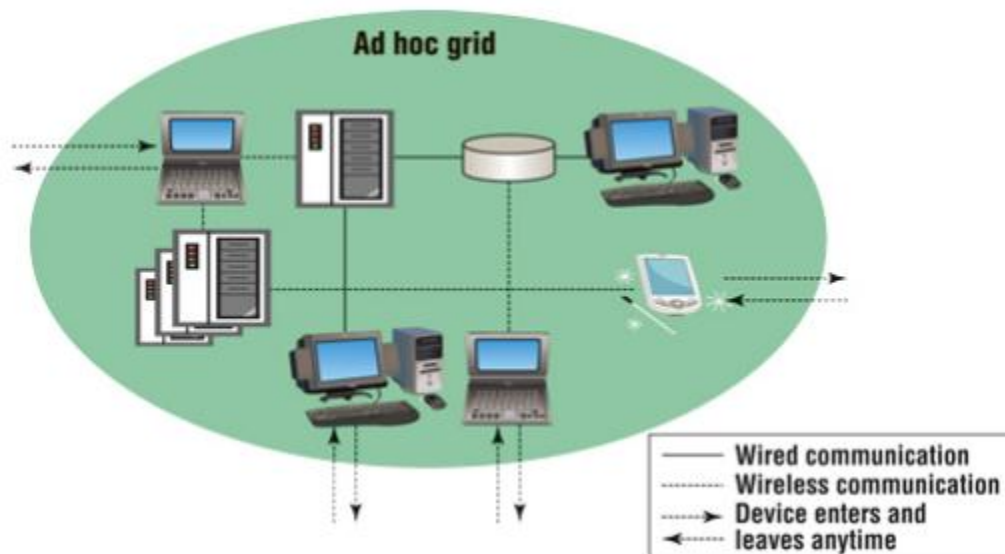 Ad hoc grid
Wired communication
Wireless communication
Device enters and
leaves anytime